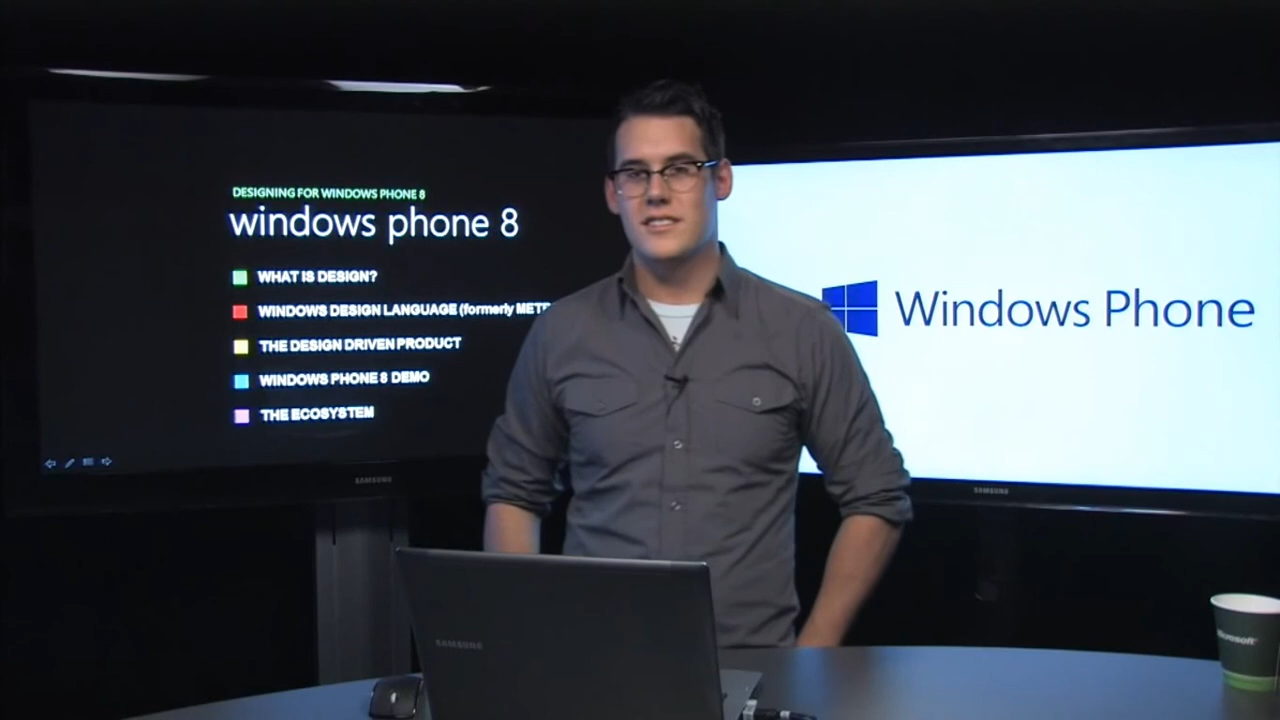 DESIGNING FOR WINDOWS PHONE 8
windows phone 8
WHAT IS DESIGN?
WINDOWS DESIGN LANGUAGE (formerly
THE DESIGN DRIVEN PRODUCT
WINDOWS PHONE 8 DEMO
THE ECOSYSTEM
SAMSUNG
Windows Phone
SAMSUNG
SAMSUNG
Microsoft